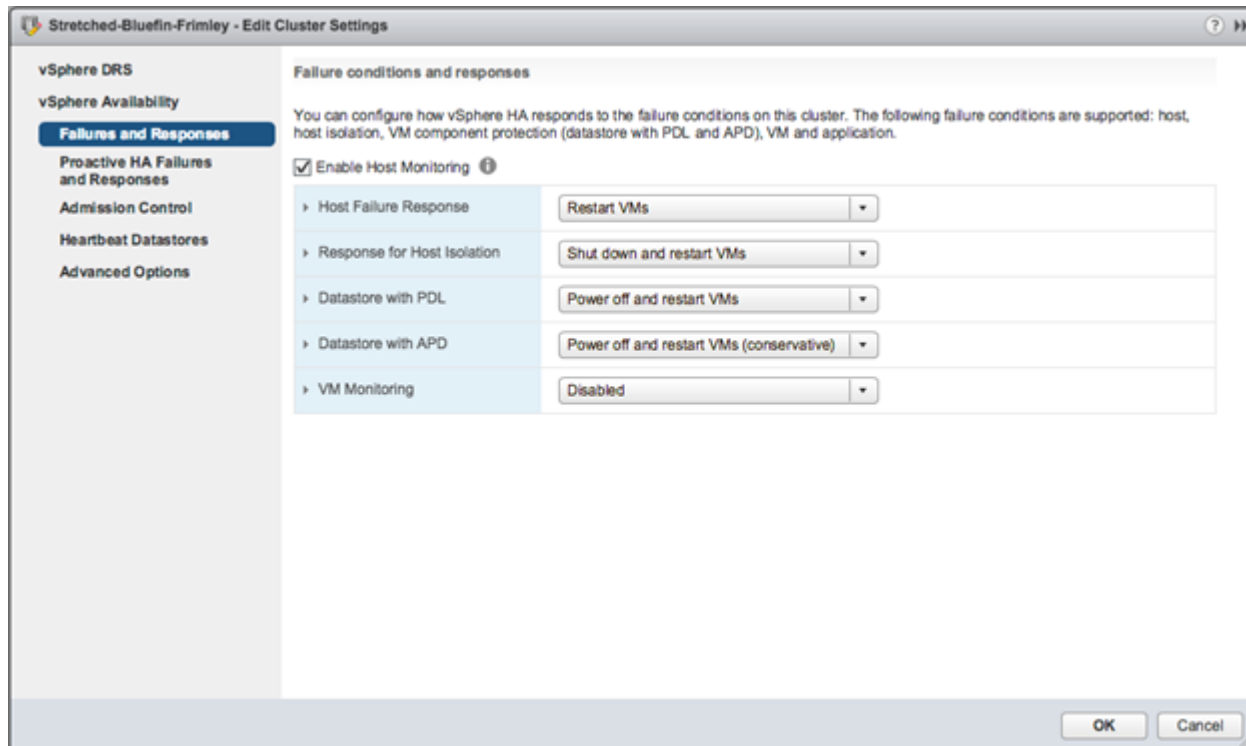 Stretched-Bluefin-Frimley - Edit Cluster Settings
vSphere DRS
vSphere Availability
Failures and Responses
Proactive HA Failures
and Responses
Admission Control
Heartbeat Datastores
Advanced Options
Failure conditions and responses
You can configure how vSphere HA responds to the failure conditions on this cluster. The following failure conditions are supported: host,
host isolation, VM component protection (datastore with PDL and APD), VM and application.
Enable Host Monitoring
Host Failure Response
Restart VMs
Response for Host Isolation
Shut down and restart VMs
Datastore with PDL
Power off and restart VMs
Datastore with APD
Power off and restart VMs (conservative)
VM Monitoring
Disabled
OK
Cancel